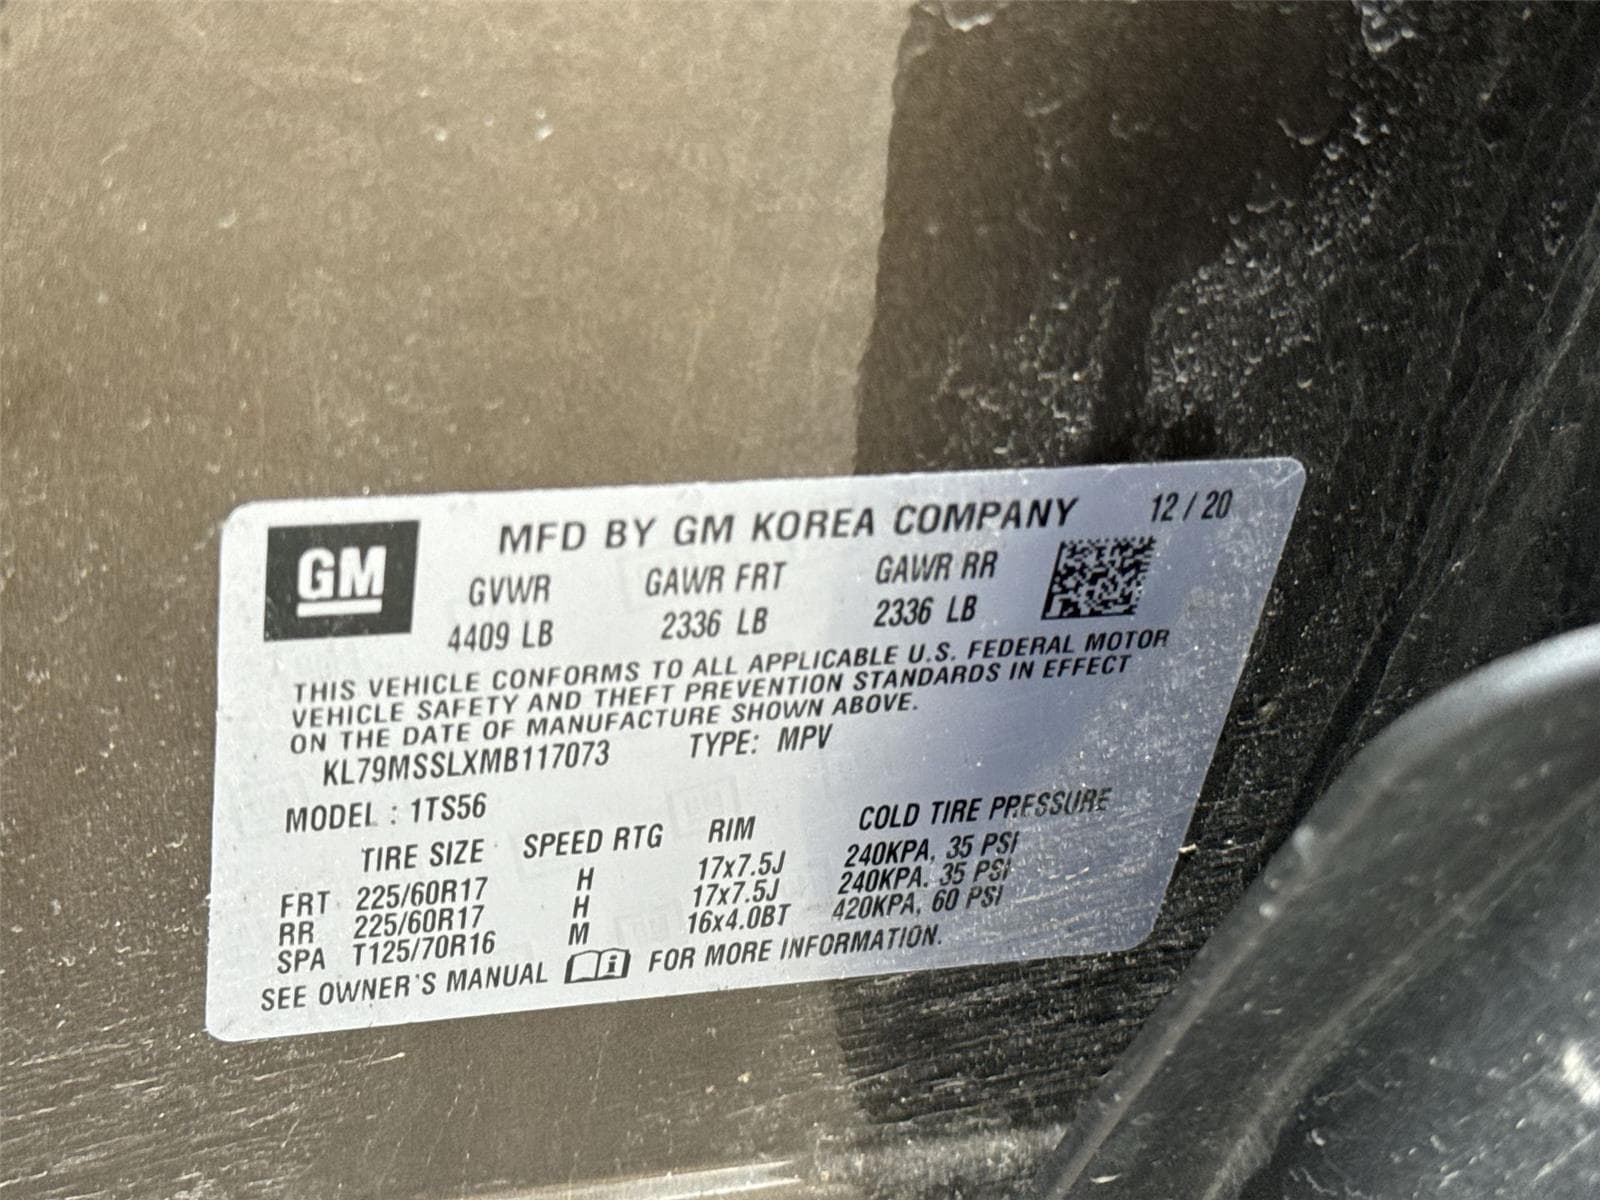 GM
MFD BY GM KOREA COMPANY 12 / 20
GVWR GAWR FRT GAWR RR
4409 LB 2336 LB 2336 LB
THIS VEHICLE CONFORMS TO ALL APPLICABLE U.S. FEDERAL MOTOR
VEHICLE SAFETY AND THEFT PREVENTION STANDARDS IN EFFECT
ON THE DATE OF MANUFACTURE SHOWN ABOVE.
KL79MSSLXMB117073 TYPE: MPV
MODEL : 1TS56
TIRE SIZE SPEED RTG RIM COLD TIRE PRESSURE
FRT 225/60R17 H 17x7.5J 240KPA, 35 PSI
RR 225/60R17 H 17x7.5J 240KPA, 35 PSI
SPA T125/70R16 M 16x4.0BT 420KPA, 60 PSI
SEE OWNER'S MANUAL i FOR MORE INFORMATION.